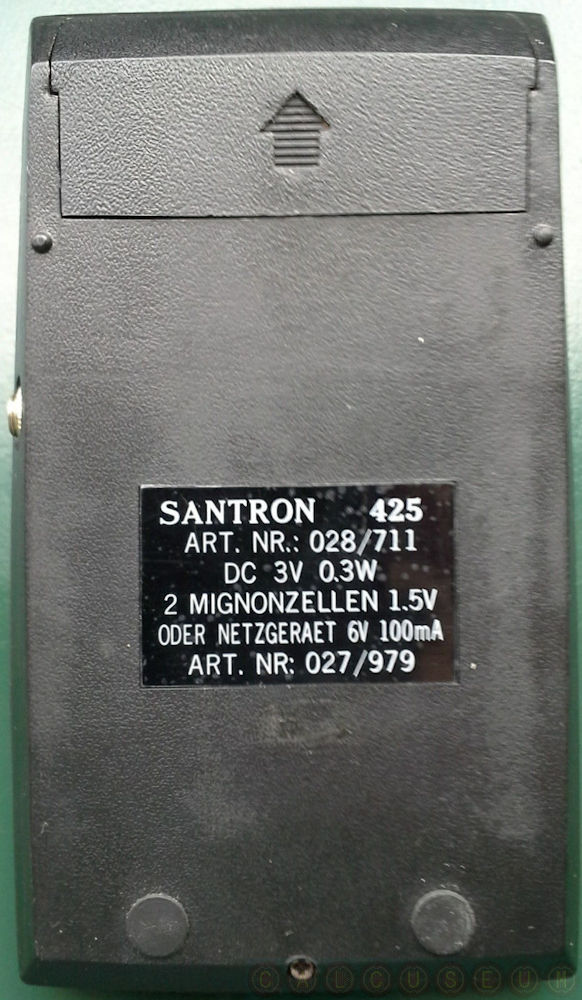 SANTRON 425
ART. NR.: 028/711
DC 3V 0.3W
2 MIGNONZELLEN 1.5V
ODER NETZGERAET 6V 100mA
ART. NR: 027/979
CALCUSEUM